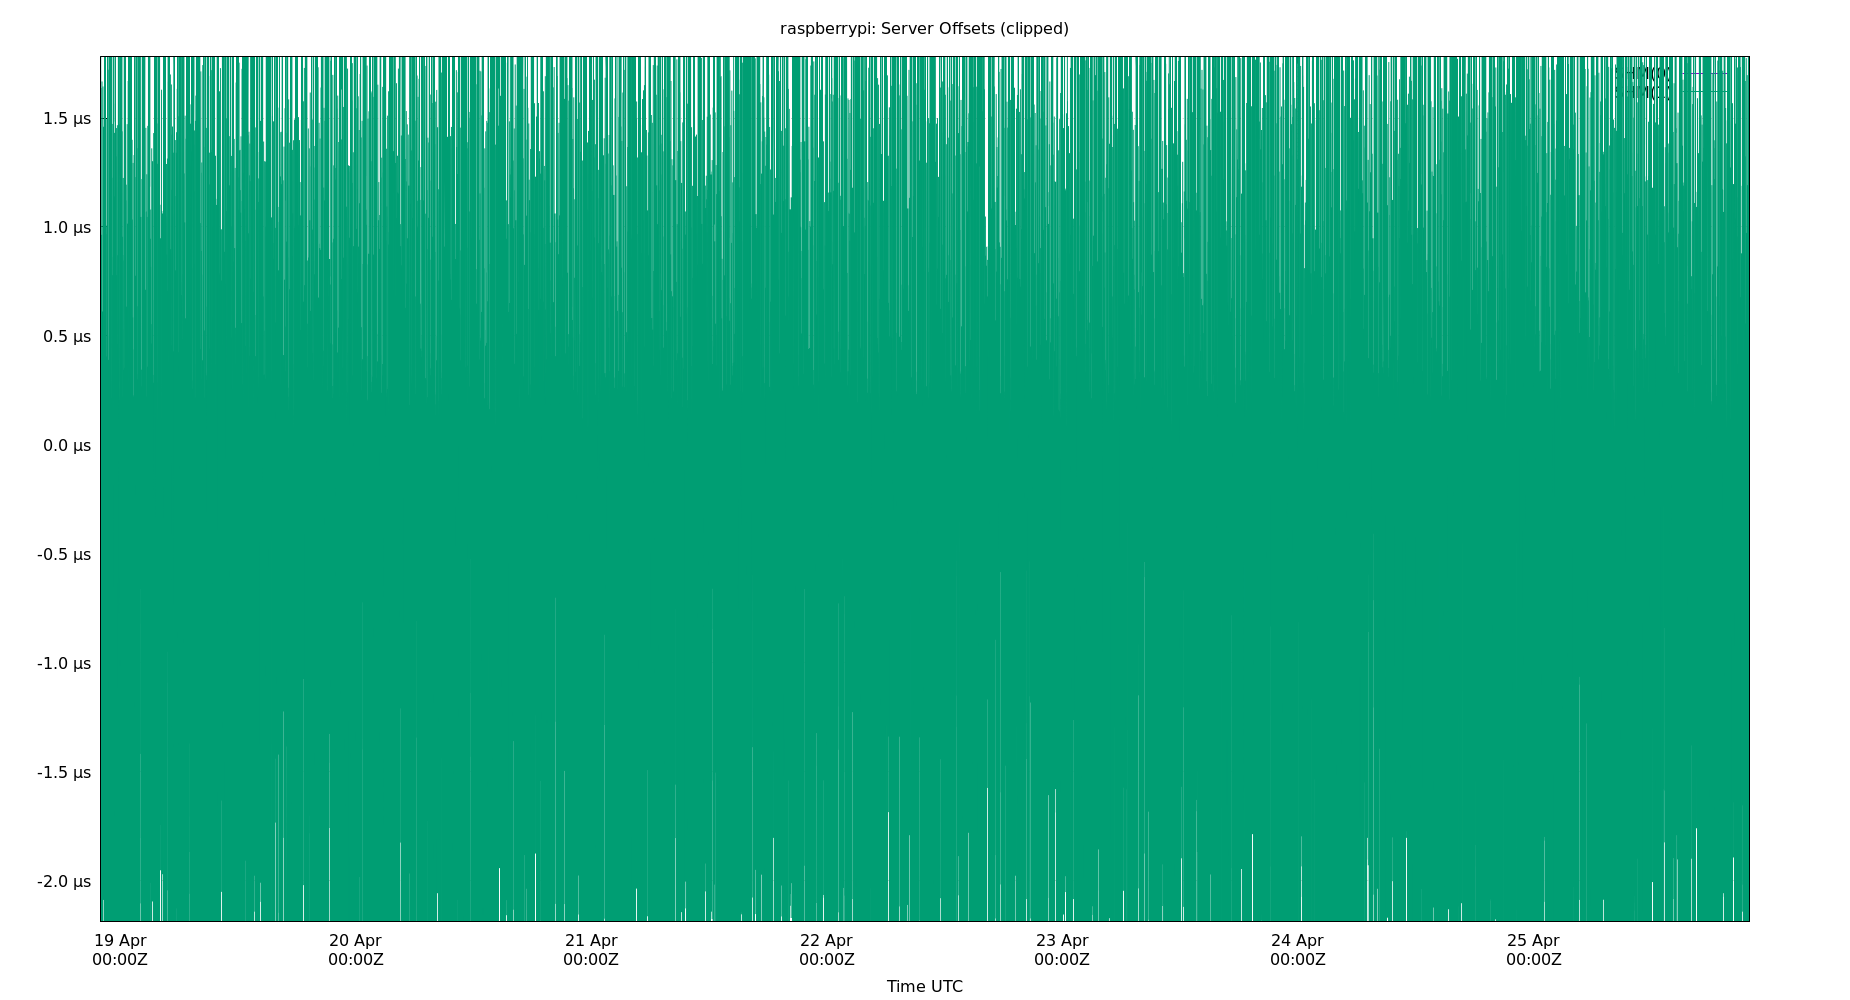 raspberrypi: Server Offsets (clipped)
1.5 µs
1.0 µs
0.5 µs
0.0 µs
-0.5 µs
-1.0 µs
-1.5 µs
-2.0 µs
19 Apr 20 Apr 21 Apr 22 Apr 23 Apr 24 Apr 25 Apr
00:00Z 00:00Z 00:00Z 00:00Z 00:00Z 00:00Z 00:00Z
Time UTC